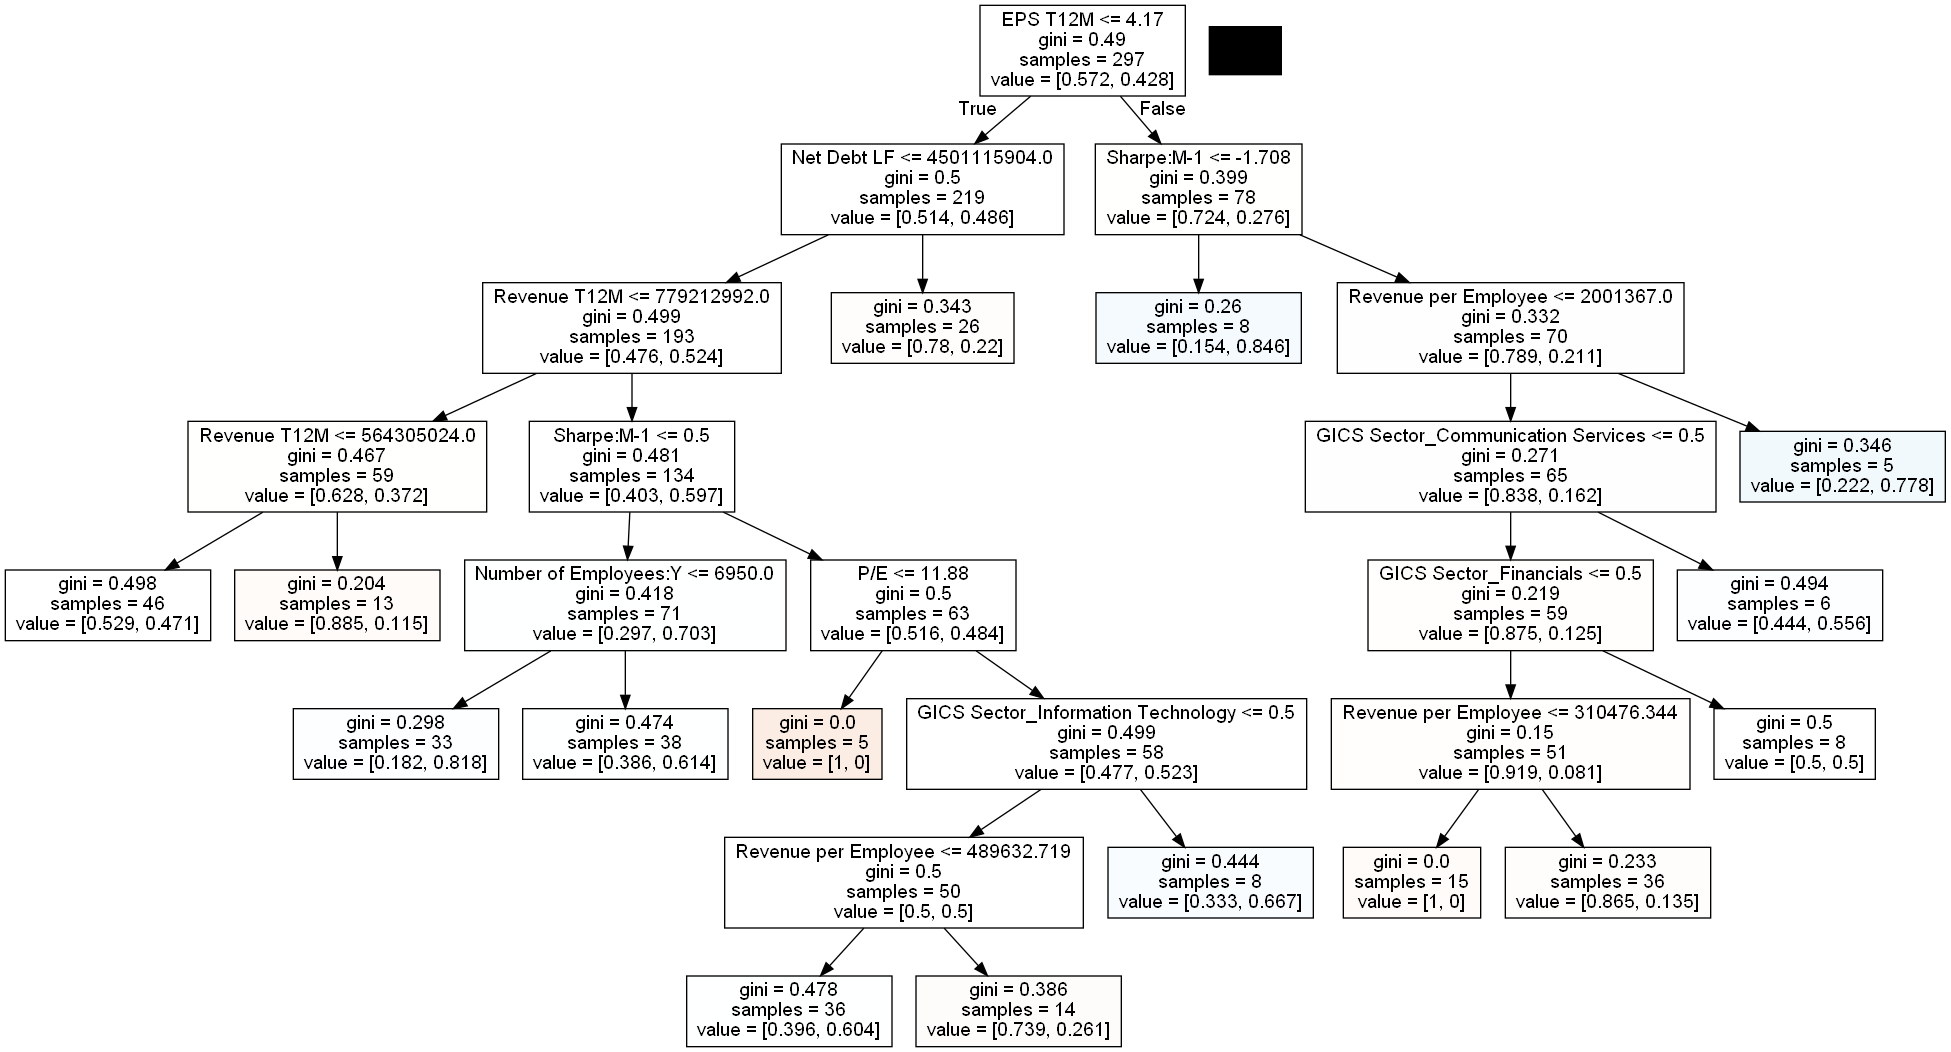 EPS T12M <= 4.17
gini = 0.49
samples = 297
value = [0.572, 0.428]
True
False
Net Debt LF <= 4501115904.0
gini = 0.5
samples = 219
value = [0.514, 0.486]
Sharpe:M-1 <= -1.708
gini = 0.399
samples = 78
value = [0.724, 0.276]
Revenue T12M <= 779212992.0
gini = 0.499
samples = 193
value = [0.476, 0.524]
gini = 0.343
samples = 26
value = [0.78, 0.22]
gini = 0.26
samples = 8
value = [0.154, 0.846]
Revenue per Employee <= 2001367.0
gini = 0.332
samples = 70
value = [0.789, 0.211]
Revenue T12M <= 564305024.0
gini = 0.467
samples = 59
value = [0.628, 0.372]
Sharpe:M-1 <= 0.5
gini = 0.481
samples = 134
value = [0.403, 0.597]
GICS Sector_Communication Services <= 0.5
gini = 0.271
samples = 65
value = [0.838, 0.162]
gini = 0.346
samples = 5
value = [0.222, 0.778]
gini = 0.498
samples = 46
value = [0.529, 0.471]
gini = 0.204
samples = 13
value = [0.885, 0.115]
Number of Employees:Y <= 6950.0
gini = 0.418
samples = 71
value = [0.297, 0.703]
P/E <= 11.88
gini = 0.5
samples = 63
value = [0.516, 0.484]
GICS Sector_Financials <= 0.5
gini = 0.219
samples = 59
value = [0.875, 0.125]
gini = 0.494
samples = 6
value = [0.444, 0.556]
gini = 0.298
samples = 33
value = [0.182, 0.818]
gini = 0.474
samples = 38
value = [0.386, 0.614]
gini = 0.0
samples = 5
value = [1, 0]
GICS Sector_Information Technology <= 0.5
gini = 0.499
samples = 58
value = [0.477, 0.523]
Revenue per Employee <= 310476.344
gini = 0.15
samples = 51
value = [0.919, 0.081]
gini = 0.5
samples = 8
value = [0.5, 0.5]
Revenue per Employee <= 489632.719
gini = 0.5
samples = 50
value = [0.5, 0.5]
gini = 0.444
samples = 8
value = [0.333, 0.667]
gini = 0.0
samples = 15
value = [1, 0]
gini = 0.233
samples = 36
value = [0.865, 0.135]
gini = 0.478
samples = 36
value = [0.396, 0.604]
gini = 0.386
samples = 14
value = [0.739, 0.261]